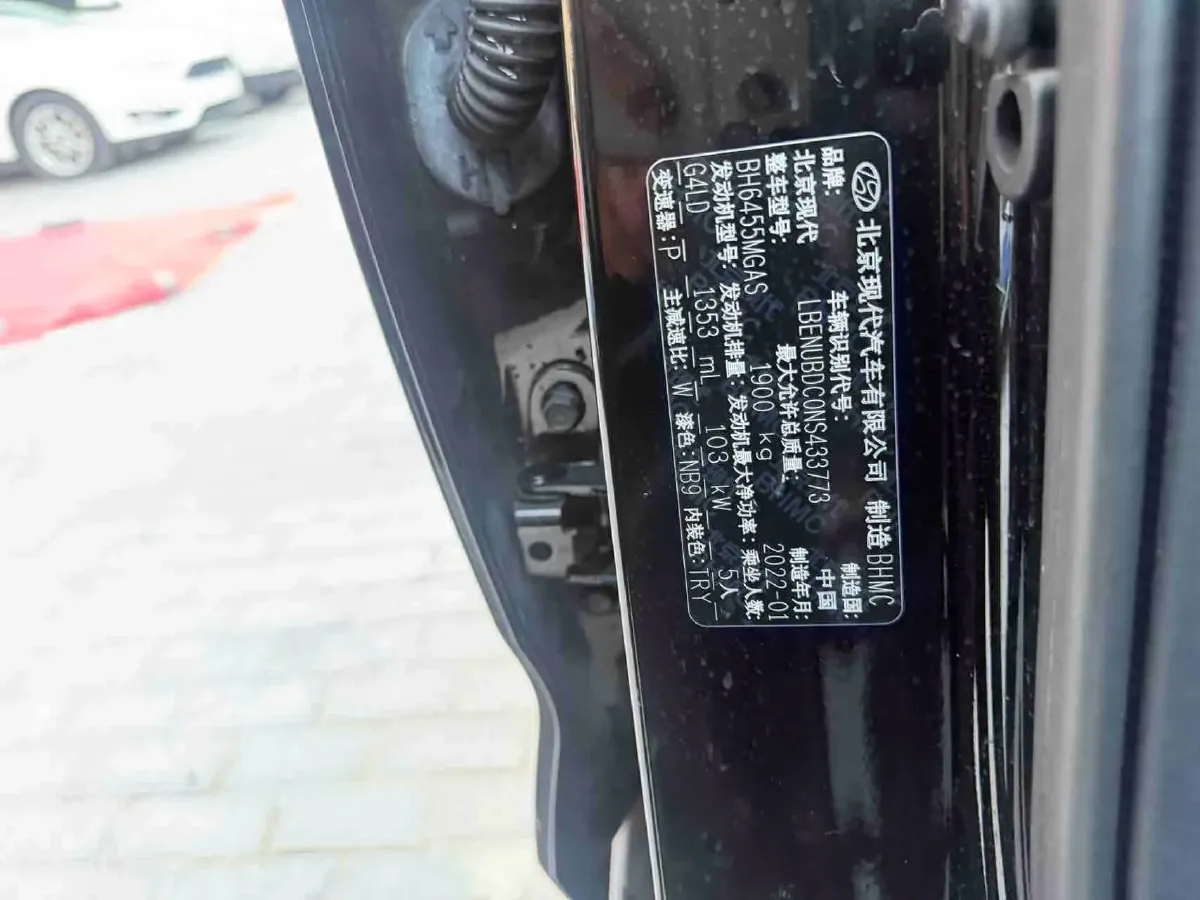 北京现代汽车有限公司 制造 BHMC
品牌: 车辆识别代号: 制造国:
北京现代 LBENUBDC0NS433773 中国
整车型号: 最大允许总质量: 制造年月:
BH6455MGAS 1900 kg 2022-01
发动机型号: 发动机排量: 发动机最大净功率: 乘坐人数:
G4LD 1353 mL 103 kW 5人
变速器: P 主减速比: W 漆色: NB9 内装色: TRY